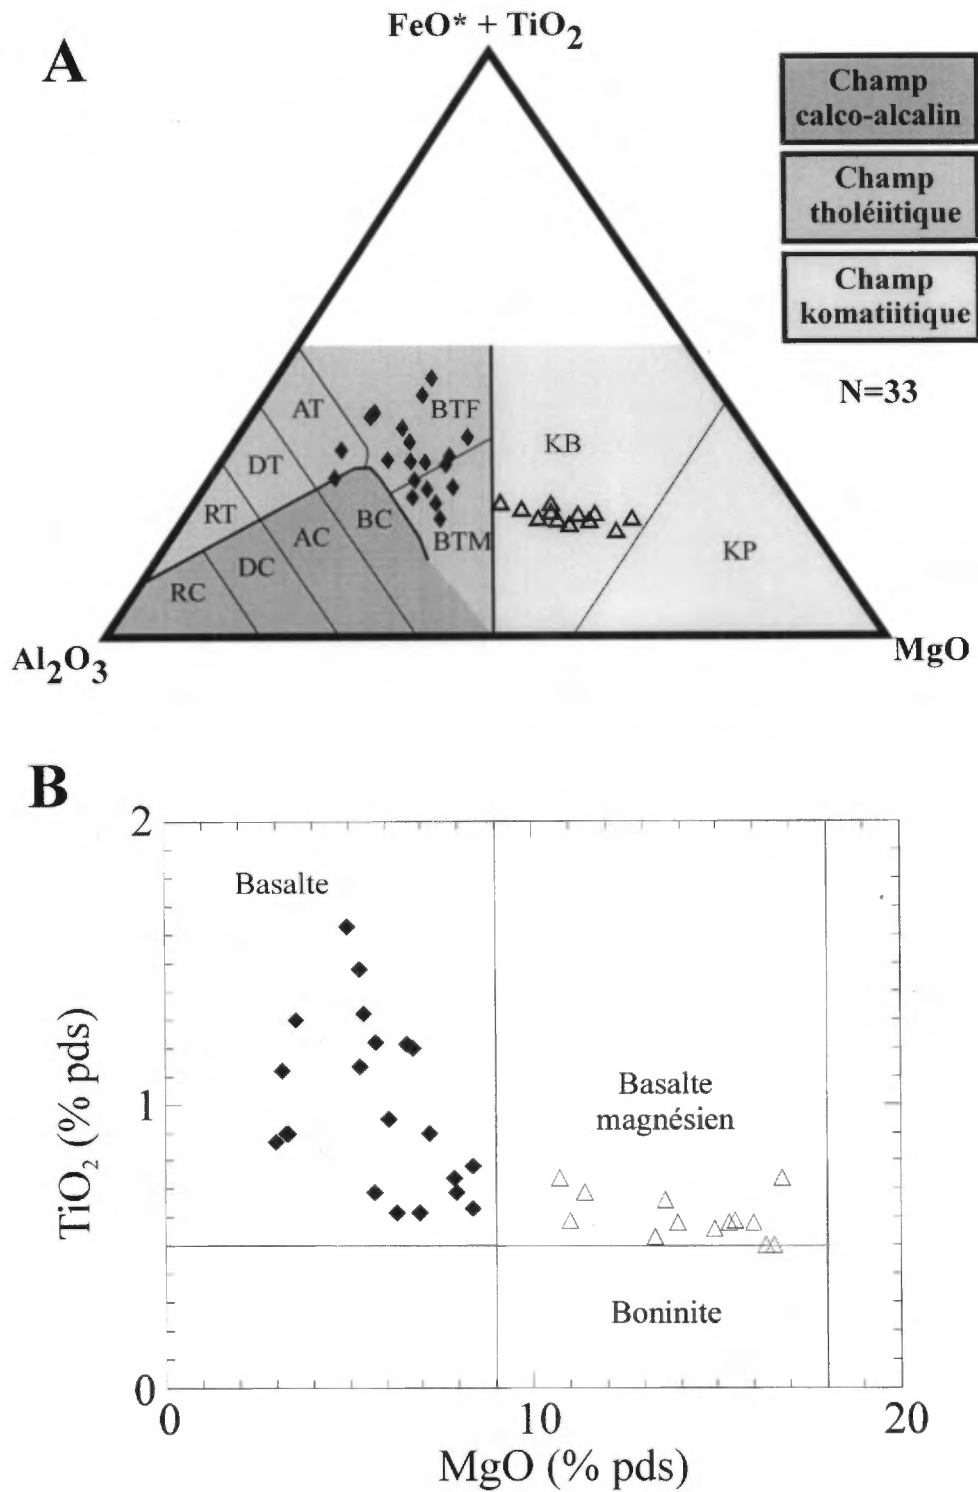 A
FeO* + TiO2
Champ
calco-alcalin
Champ
tholéiitique
Champ
komatiitique
N=33
AT
BTF
KB
DT
RT
AC
BC
BTM
DC
KP
RC
Al2O3
MgO
B
2
Basalte
TiO2 (% pds)
1
Basalte
magnésien
Boninite
0
0
10
20
MgO (% pds)